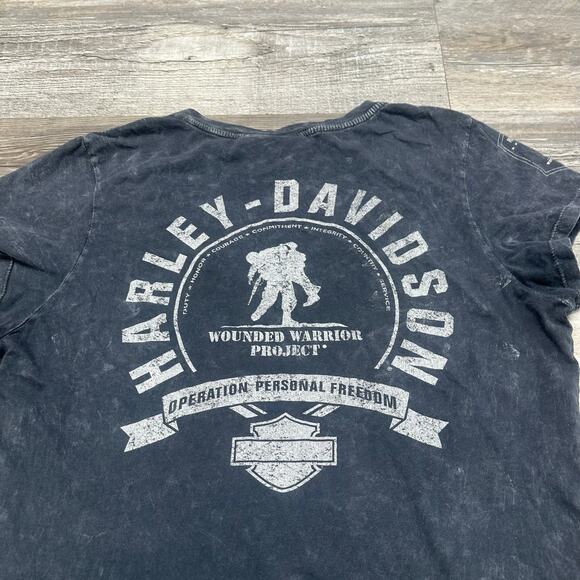 HARLEY-DAVIDSON
DUTY ★ HONOR ★ COURAGE ★ COMMITMENT ★ INTEGRITY ★ COUNTRY ★ SERVICE
WOUNDED WARRIOR
PROJECT®
OPERATION PERSONAL FREEDOM